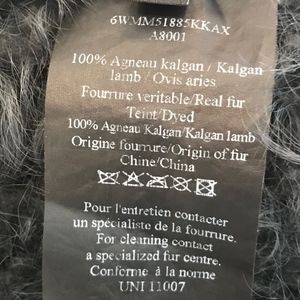 6WMM51885KKAX
A8001
100% Agneau kalgan / Kalgan
lamb / Ovis aries
Fourrure veritable/Real fur
Teint/Dyed
100% Agneau Kalgan/Kalgan lamb
Origine fourrure/Origin of fur
Chine/China
Pour l'entretien contacter
un spécialiste de la fourrure.
For cleaning contact
a specialized fur centre.
Conforme à la norme
UNI 11007